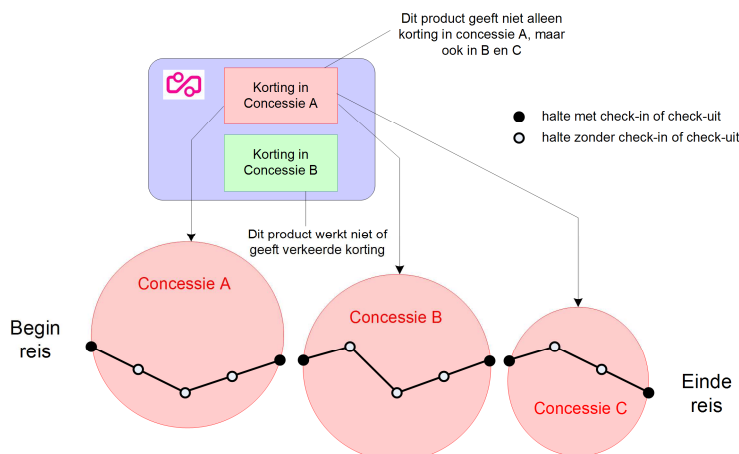 Dit product geeft niet alleen
korting in concessie A, maar
ook in B en C
Korting in
Concessie A
halte met check-in of check-uit
halte zonder check-in of check-uit
Korting in
Concessie B
Dit product werkt niet of
geeft verkeerde korting
Concessie A
Concessie B
Begin
reis
Einde
reis
Concessie C